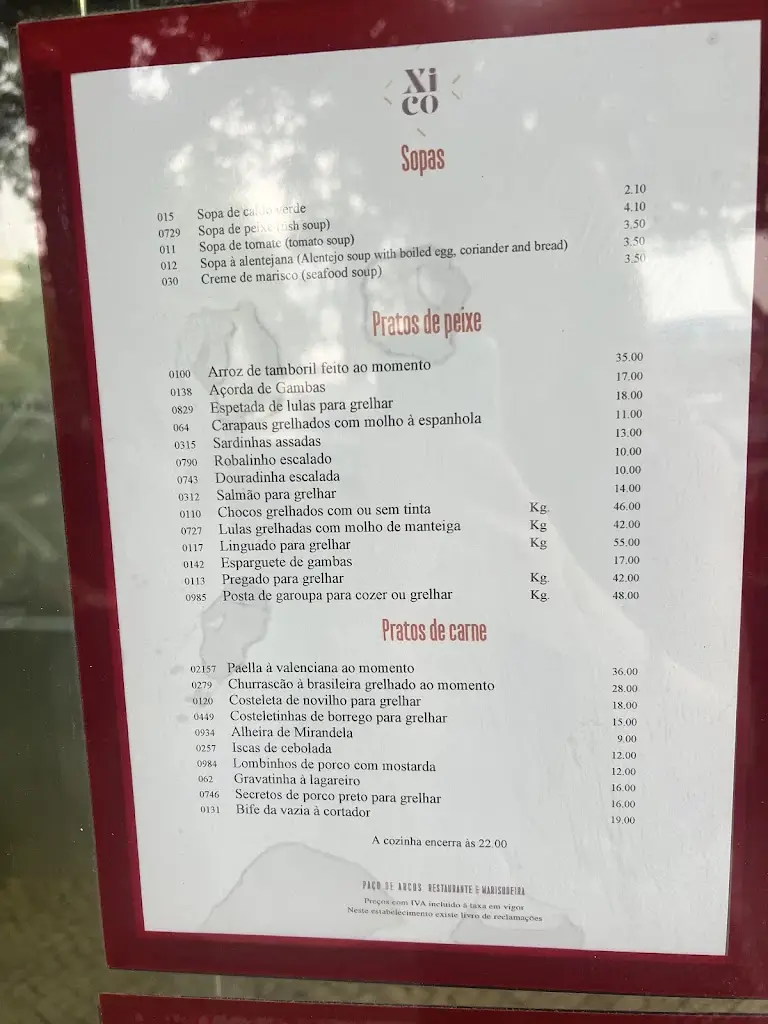 Xi
co
Sopas
015 Sopa de caldo verde 2.10
0729 Sopa de peixe (fish soup) 4.10
011 Sopa de tomate (tomato soup) 3.50
012 Sopa à alentejana (Alentejo soup with boiled egg, coriander and bread) 3.50
030 Creme de marisco (seafood soup) 3.50
Pratos de peixe
0100 Arroz de tamboril feito ao momento 35.00
0138 Açorda de Gambas 17.00
0829 Espetada de lulas para grelhar 18.00
064 Carapaus grelhados com molho à espanhola 11.00
0315 Sardinhas assadas 13.00
0790 Robalinho escalado 10.00
0743 Douradinha escalada 10.00
0312 Salmão para grelhar 14.00
0110 Chocos grelhados com ou sem tinta Kg. 46.00
0727 Lulas grelhadas com molho de manteiga Kg 42.00
0117 Linguado para grelhar Kg 55.00
0142 Esparguete de gambas 17.00
0113 Pregado para grelhar Kg. 42.00
0985 Posta de garoupa para cozer ou grelhar Kg. 48.00
Pratos de carne
02157 Paella à valenciana ao momento 36.00
0279 Churrascão à brasileira grelhado ao momento 28.00
0120 Costeleta de novilho para grelhar 18.00
0449 Costeletinhas de borrego para grelhar 15.00
0934 Alheira de Mirandela 9.00
0257 Iscas de cebolada 12.00
0984 Lombinhos de porco com mostarda 12.00
062 Gravatinha à lagareiro 16.00
0746 Secretos de porco preto para grelhar 16.00
0131 Bife da vazia à cortador 19.00
A cozinha encerra às 22.00
PAÇO DE ARCOS RESTAURANTE & MARISQUEIRA
Preços com IVA incluido à taxa em vigor
Neste estabelecimento existe livro de reclamações